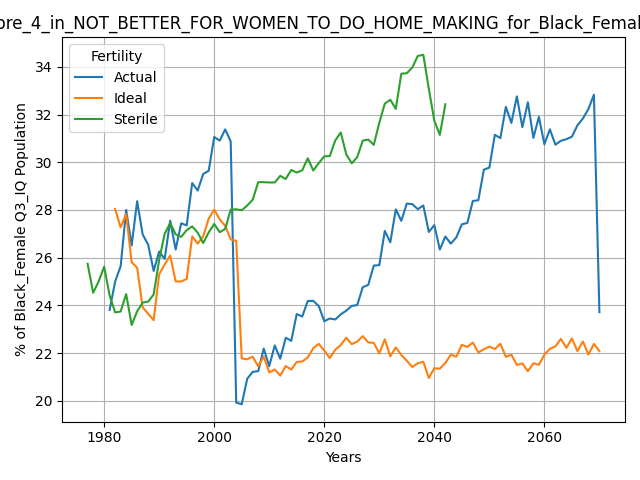 ore_4_in_NOT_BETTER_FOR_WOMEN_TO_DO_HOME_MAKING_for_Black_Femal
Fertility
Actual
Ideal
Sterile
% of Black_Female Q3_IQ Population
34
32
30
28
26
24
22
20
1980
2000
2020
2040
2060
Years